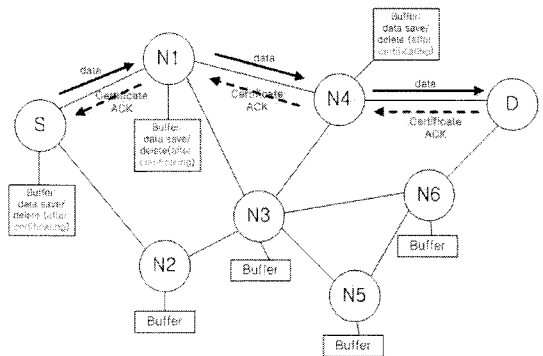 Buffer:
data save/
delete (after
certificating)
N1
data
data
Certificate
ACK
Certificate
ACK
N4
data
D
Certificate
ACK
S
Buffer:
data save/
delete(after
certificating)
Buffer:
data save/
delete (after
certificating)
N3
N6
Buffer
Buffer
N2
Buffer
N5
Buffer